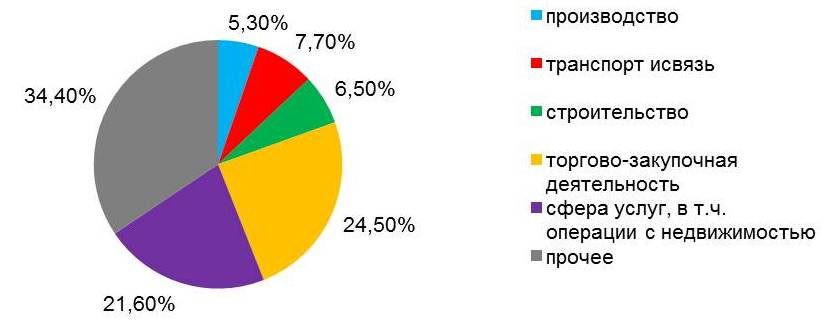 5,30%
7,70%
6,50%
34,40%
24,50%
21,60%
производство
транспорт исвязь
строительство
торгово-закупочная
деятельность
сфера услуг, в т.ч.
операции с недвижимостью
прочее